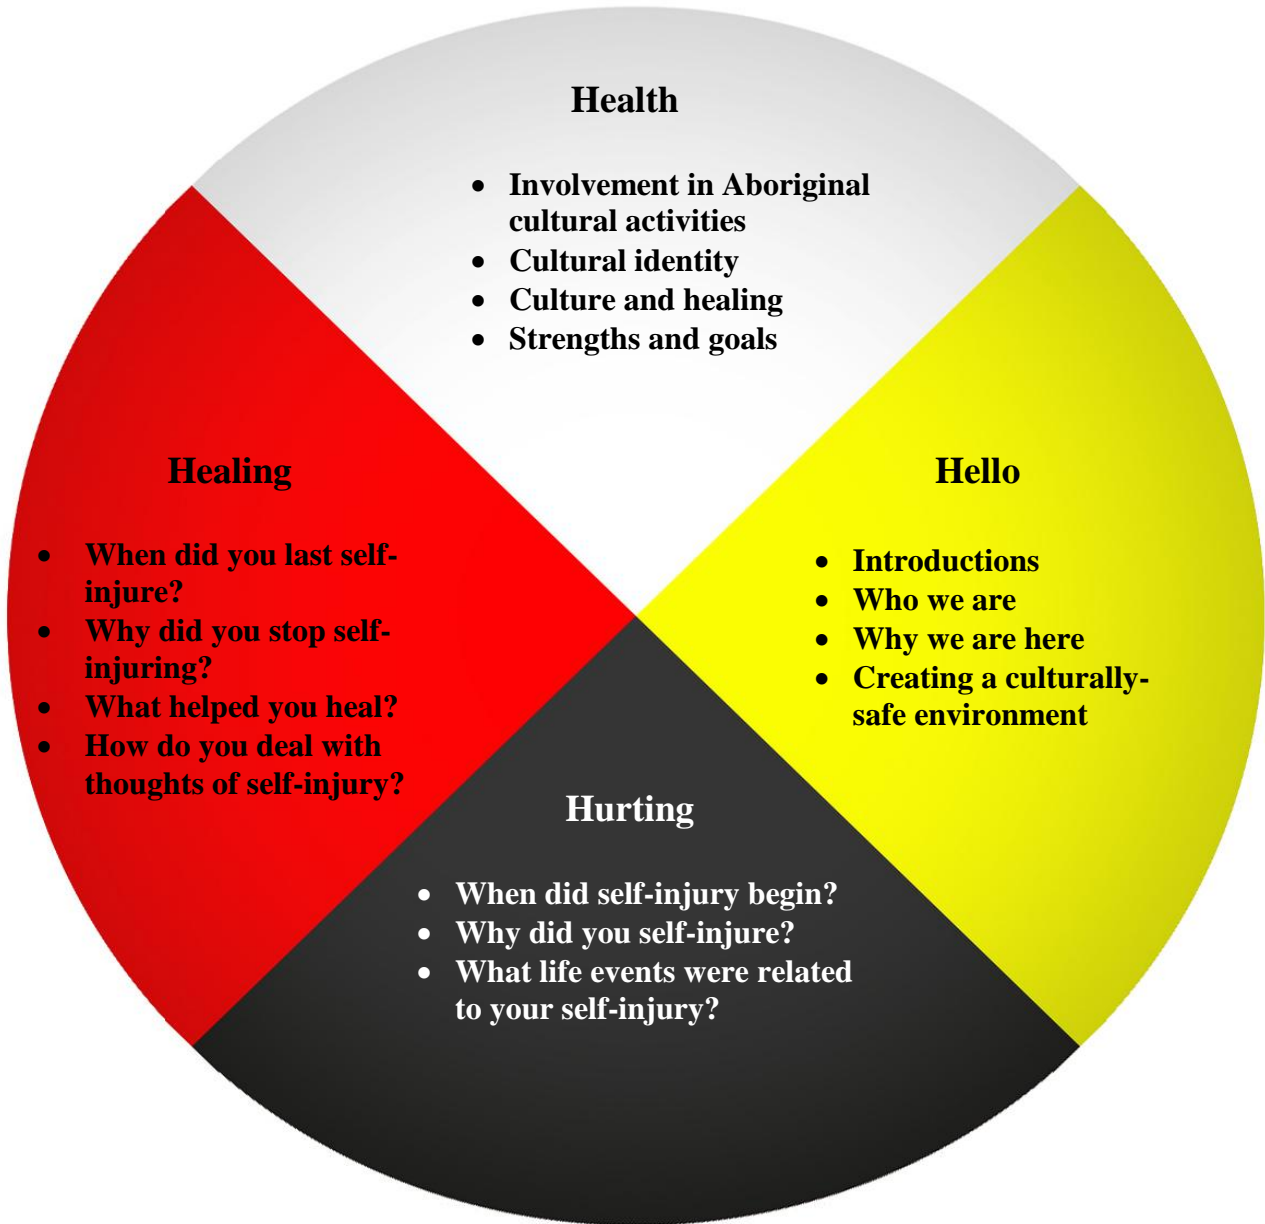 Health
• Involvement in Aboriginal
cultural activities
• Cultural identity
• Culture and healing
• Strengths and goals
Healing
• When did you last self-
injure?
• Why did you stop self-
injuring?
• What helped you heal?
• How do you deal with
thoughts of self-injury?
Hello
• Introductions
• Who we are
• Why we are here
• Creating a culturally-
safe environment
Hurting
• When did self-injury begin?
• Why did you self-injure?
• What life events were related
to your self-injury?